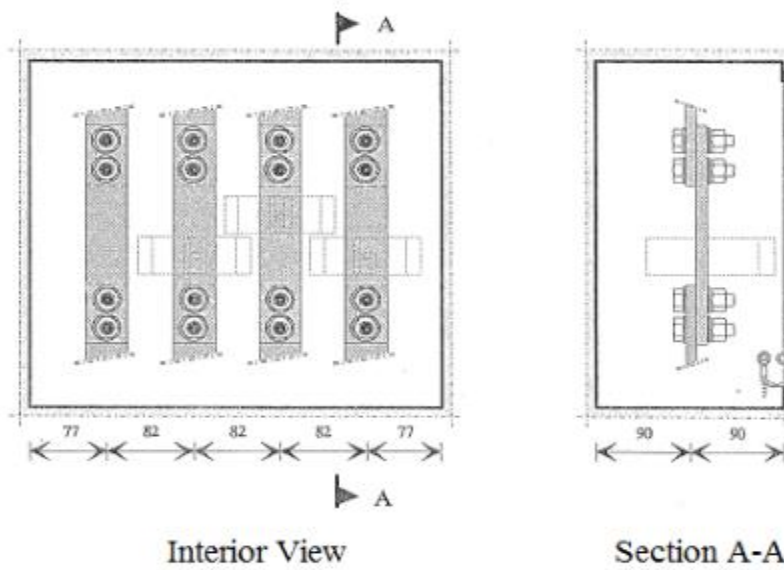 A
77 82 82 82 77
90 90
A
Interior View
Section A-A